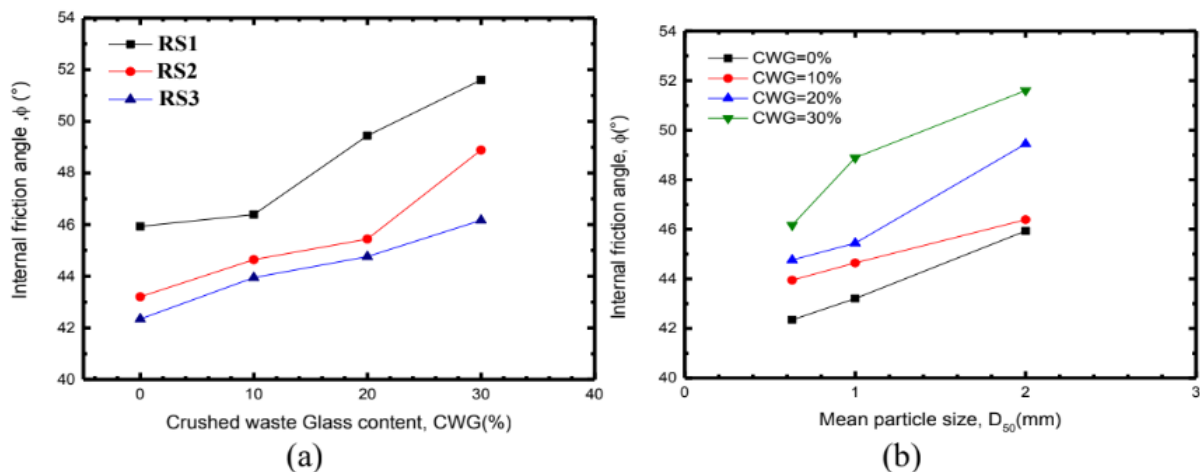 54
52
50
48
46
44
42
40
Internal friction angle ,ϕ (°)
RS1
RS2
RS3
0
10
20
30
40
Crushed waste Glass content, CWG(%)
(a)
54
52
50
48
46
44
42
40
Internal friction angle, ϕ(°)
CWG=0%
CWG=10%
CWG=20%
CWG=30%
0
1
2
3
Mean particle size, D₅₀(mm)
(b)